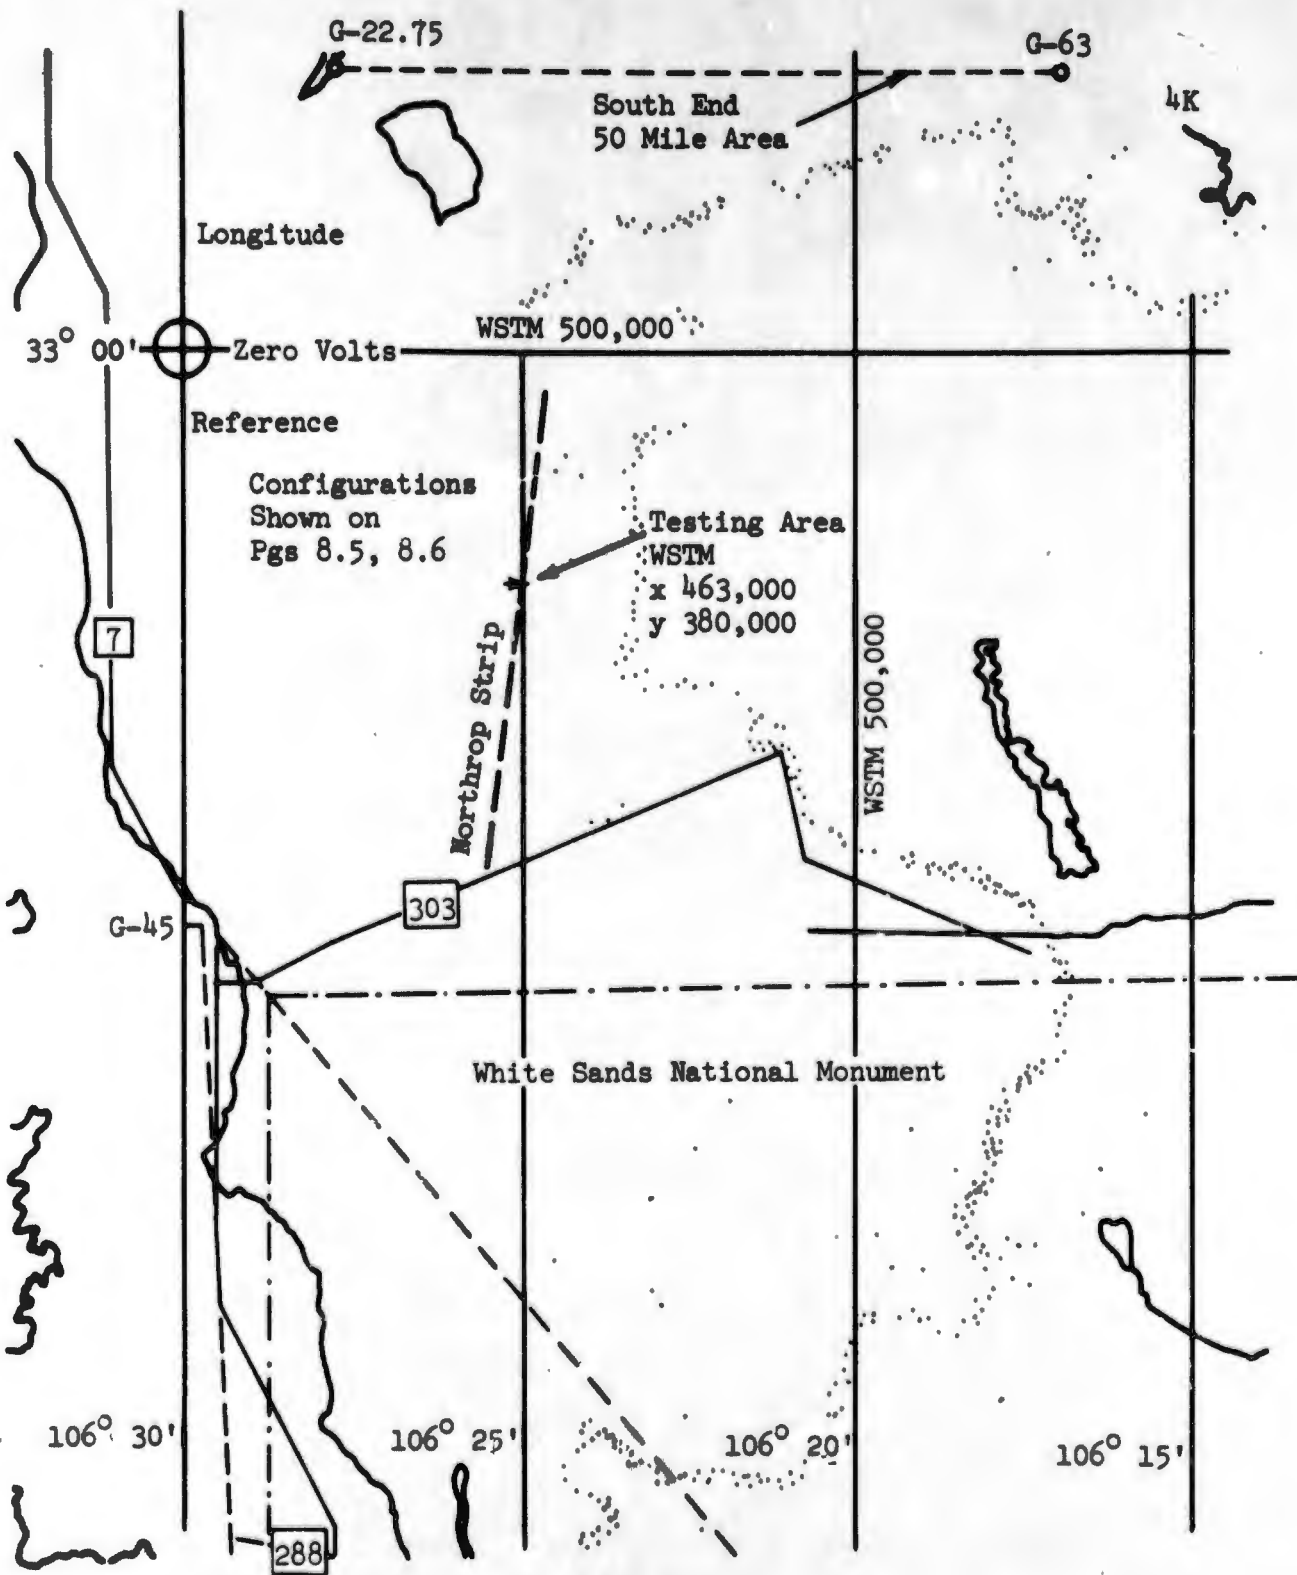 G-22.75
G-63
South End
50 Mile Area
4K
Longitude
WSTM 500,000
33° 00'
Zero Volts
Reference
Configurations
Shown on
Pgs 8.5, 8.6
Testing Area
WSTM
x 463,000
y 380,000
7
Northrop Strip
WSTM 500,000
303
G-45
White Sands National Monument
106° 30'
106° 25'
106° 20'
106° 15'
288